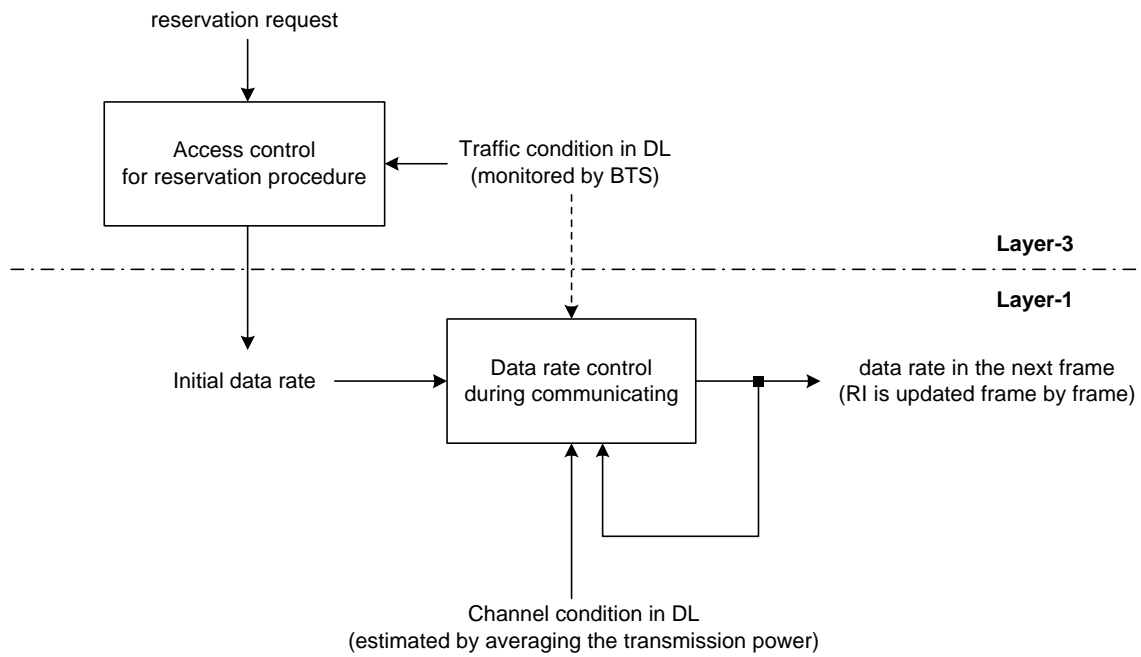 reservation request
Access control
for reservation procedure
Traffic condition in DL
(monitored by BTS)
Layer-3
Layer-1
Initial data rate
Data rate control
during communicating
data rate in the next frame
(RI is updated frame by frame)
Channel condition in DL
(estimated by averaging the transmission power)